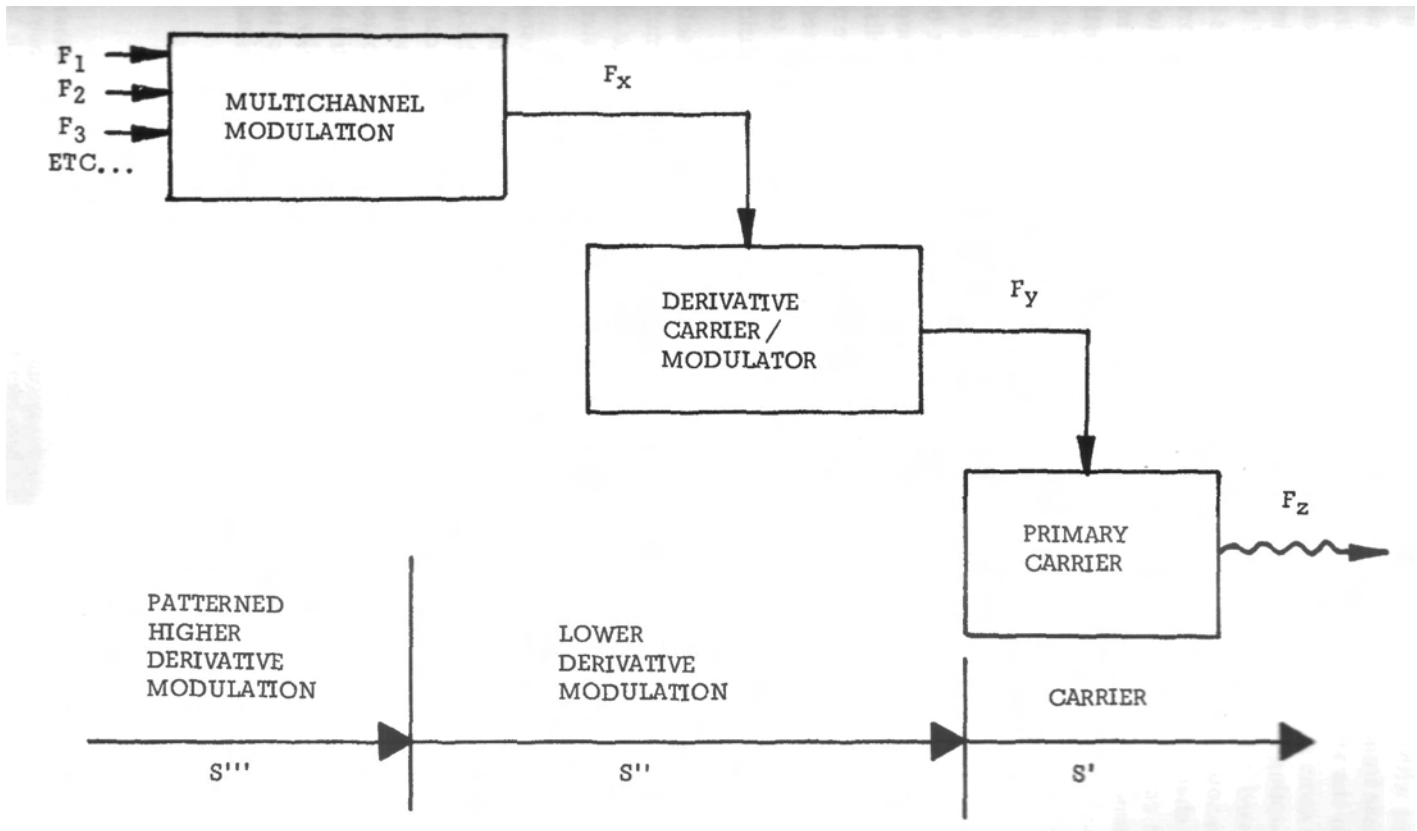 F1
F2
F3
ETC...
MULTICHANNEL
MODULATION
Fx
DERIVATIVE
CARRIER/
MODULATOR
Fy
PRIMARY
CARRIER
Fz
PATTERNED
HIGHER
DERIVATIVE
MODULATION
LOWER
DERIVATIVE
MODULATION
CARRIER
S'''
S''
S'